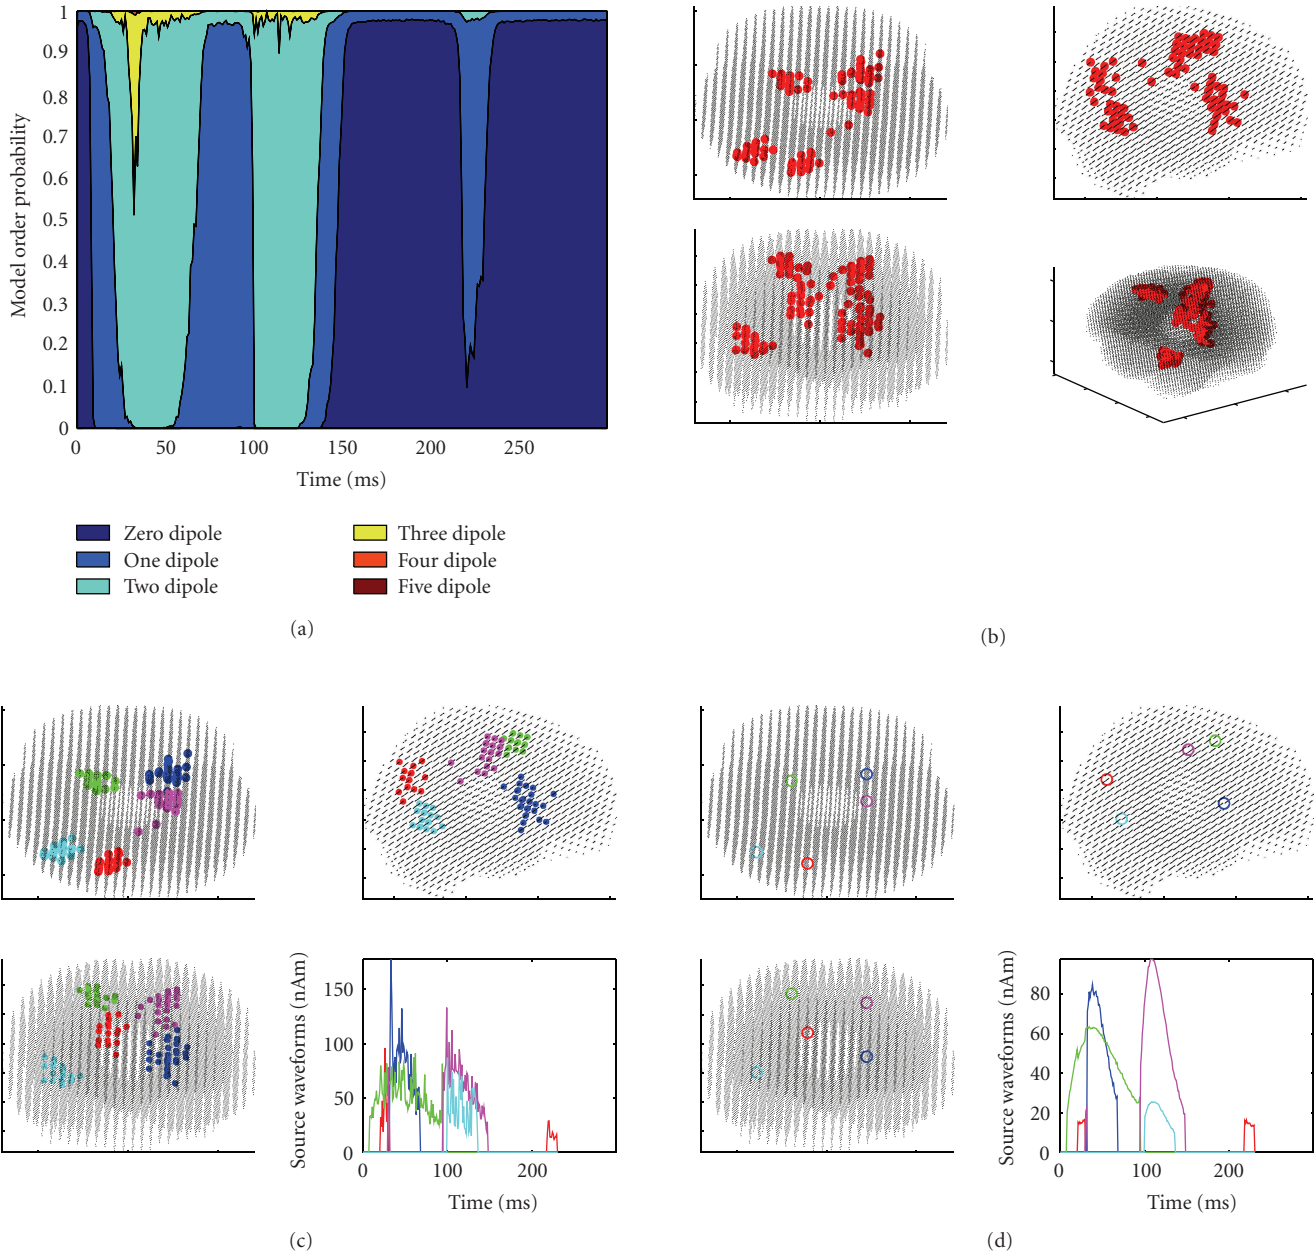 1
0.9
0.8
0.7
0.6
0.5
0.4
0.3
0.2
0.1
0
Model order probability
0 50 100 150 200 250
Time (ms)
Zero dipole
One dipole
Two dipole
Three dipole
Four dipole
Five dipole
(a)
(b)
Source waveforms (nAm)
150
100
50
0
0 100 200
Time (ms)
(c)
Source waveforms (nAm)
80
60
40
20
0
0 100 200
Time (ms)
(d)